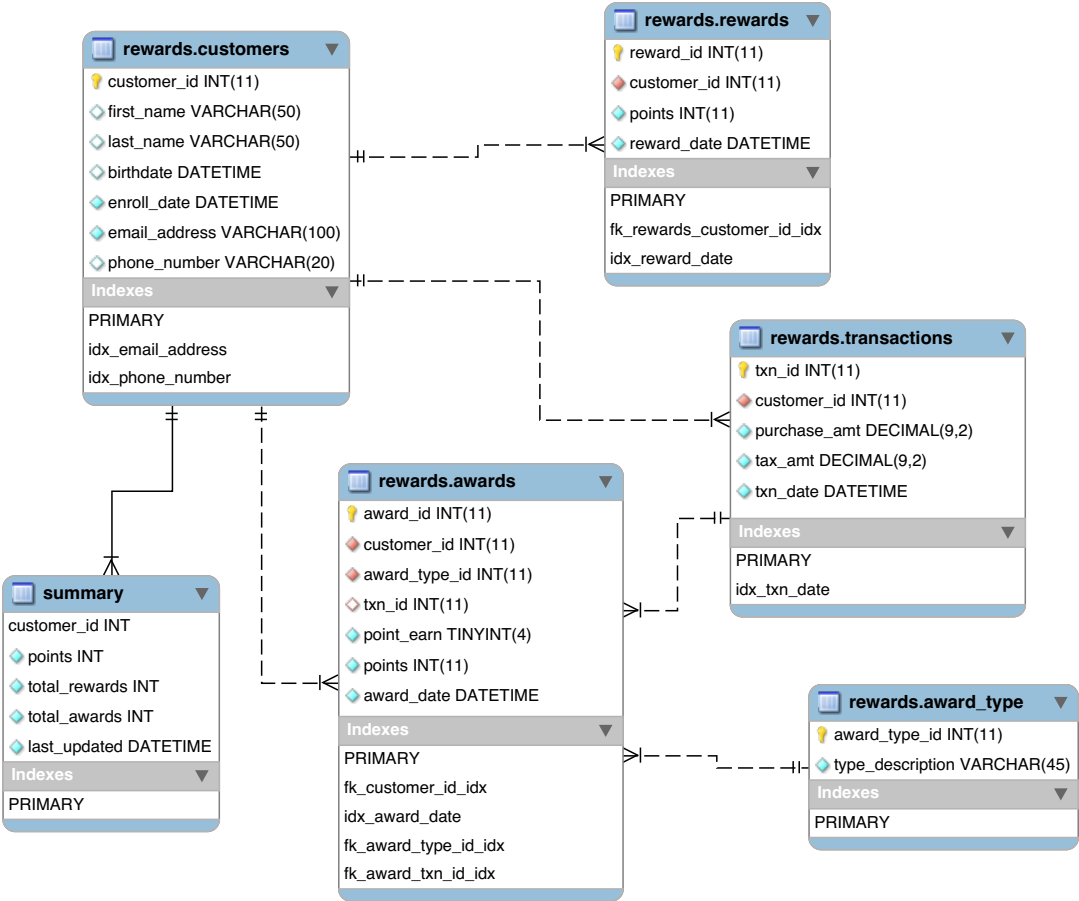 rewards.customers
customer_id INT(11)
first_name VARCHAR(50)
last_name VARCHAR(50)
birthdate DATETIME
enroll_date DATETIME
email_address VARCHAR(100)
phone_number VARCHAR(20)
Indexes
PRIMARY
idx_email_address
idx_phone_number
rewards.rewards
reward_id INT(11)
customer_id INT(11)
points INT(11)
reward_date DATETIME
Indexes
PRIMARY
fk_rewards_customer_id_idx
idx_reward_date
rewards.transactions
txn_id INT(11)
customer_id INT(11)
purchase_amt DECIMAL(9,2)
tax_amt DECIMAL(9,2)
txn_date DATETIME
Indexes
PRIMARY
idx_txn_date
rewards.awards
award_id INT(11)
customer_id INT(11)
award_type_id INT(11)
txn_id INT(11)
point_earn TINYINT(4)
points INT(11)
award_date DATETIME
Indexes
PRIMARY
fk_customer_id_idx
idx_award_date
fk_award_type_id_idx
fk_award_txn_id_idx
summary
customer_id INT
points INT
total_rewards INT
total_awards INT
last_updated DATETIME
Indexes
PRIMARY
rewards.award_type
award_type_id INT(11)
type_description VARCHAR(45)
Indexes
PRIMARY